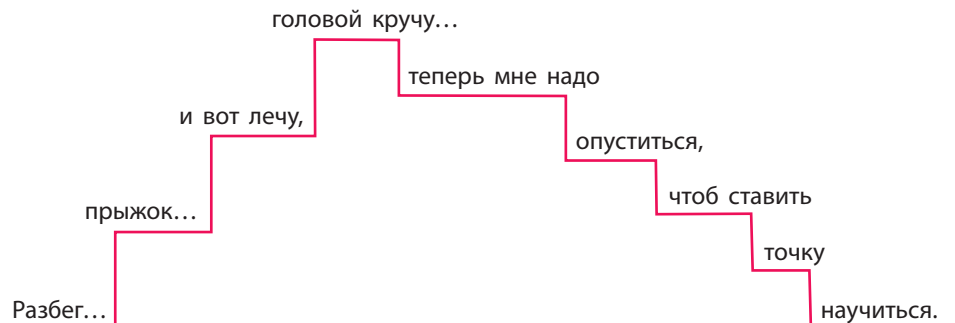 Разбег…
прыжок…
и вот лечу,
головой кручу…
теперь мне надо
опуститься,
чтоб ставить
точку
научиться.